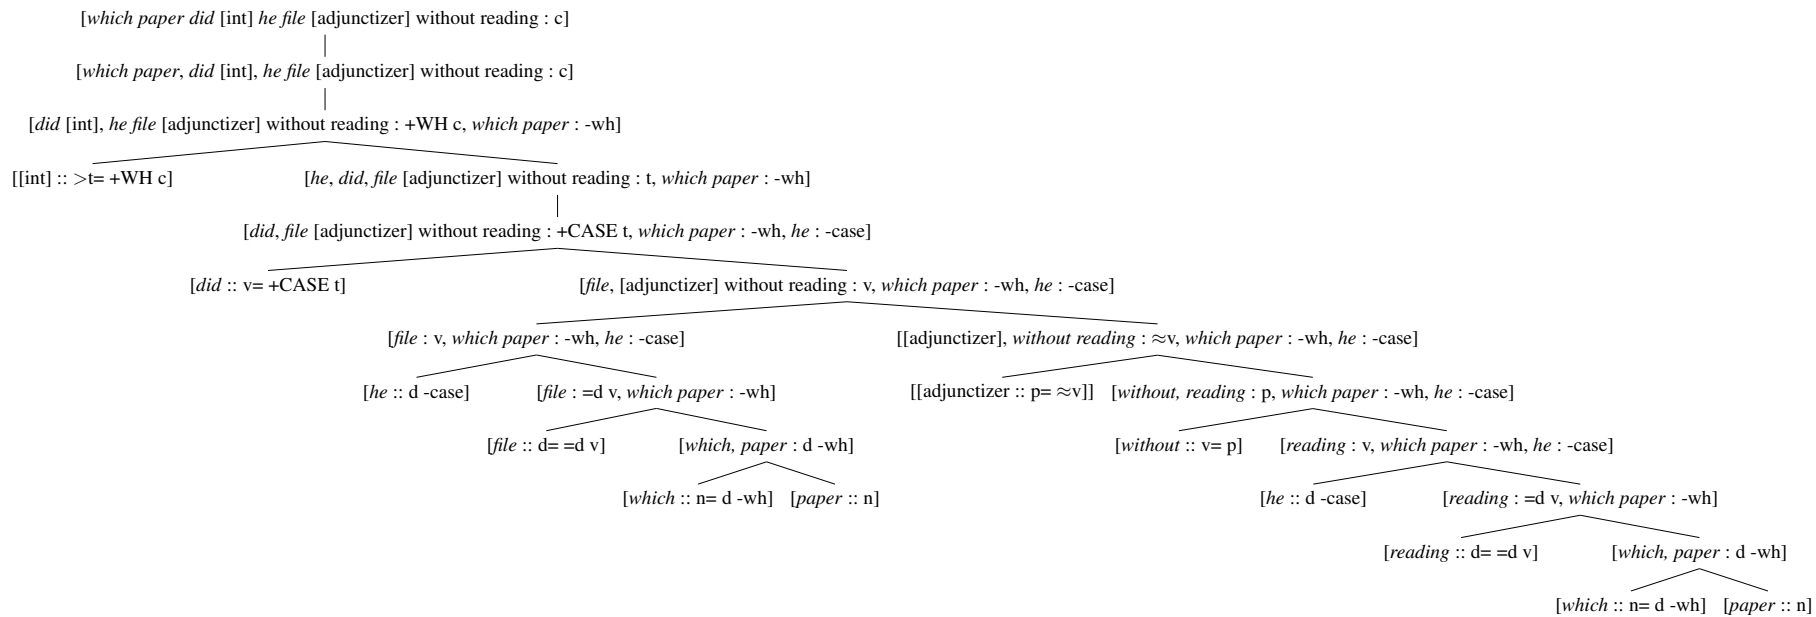 [which paper did [int] he file [adjunctizer] without reading : c]
[which paper, did [int], he file [adjunctizer] without reading : c]
[did [int], he file [adjunctizer] without reading : +WH c, which paper : -wh]
[[int] :: >t= +WH c] [he, did, file [adjunctizer] without reading : t, which paper : -wh]
[did, file [adjunctizer] without reading : +CASE t, which paper : -wh, he : -case]
[did :: v= +CASE t] [file, [adjunctizer] without reading : v, which paper : -wh, he : -case]
[file : v, which paper : -wh, he : -case] [[adjunctizer], without reading : ≈v, which paper : -wh, he : -case]
[he :: d -case] [file : =d v, which paper : -wh] [[adjunctizer :: p= ≈v]] [without, reading : p, which paper : -wh, he : -case]
[file :: d= =d v] [which, paper : d -wh] [without :: v= p] [reading : v, which paper : -wh, he : -case]
[which :: n= d -wh] [paper :: n] [he :: d -case] [reading : =d v, which paper : -wh]
[reading :: d= =d v] [which, paper : d -wh]
[which :: n= d -wh] [paper :: n]